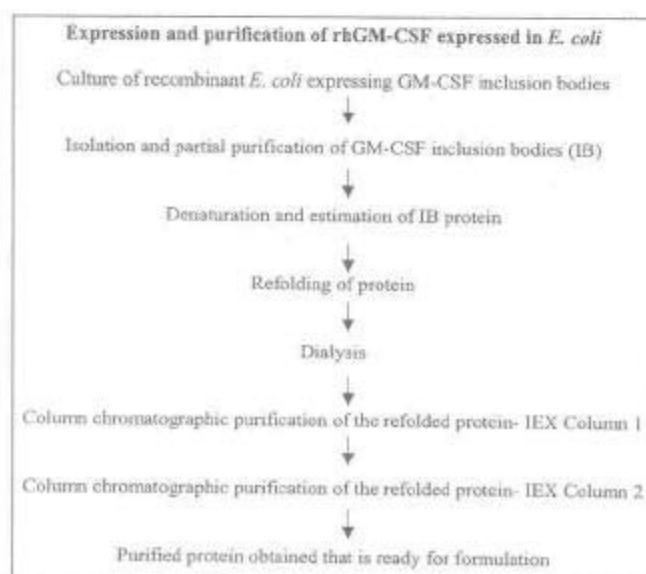 Expression and purification of rhGM-CSF expressed in E. coli
Culture of recombinant E. coli expressing GM-CSF inclusion bodies
Isolation and partial purification of GM-CSF inclusion bodies (IB)
Denaturation and estimation of IB protein
Refolding of protein
Dialysis
Column chromatographic purification of the refolded protein- IEX Column 1
Column chromatographic purification of the refolded protein- IEX Column 2
Purified protein obtained that is ready for formulation